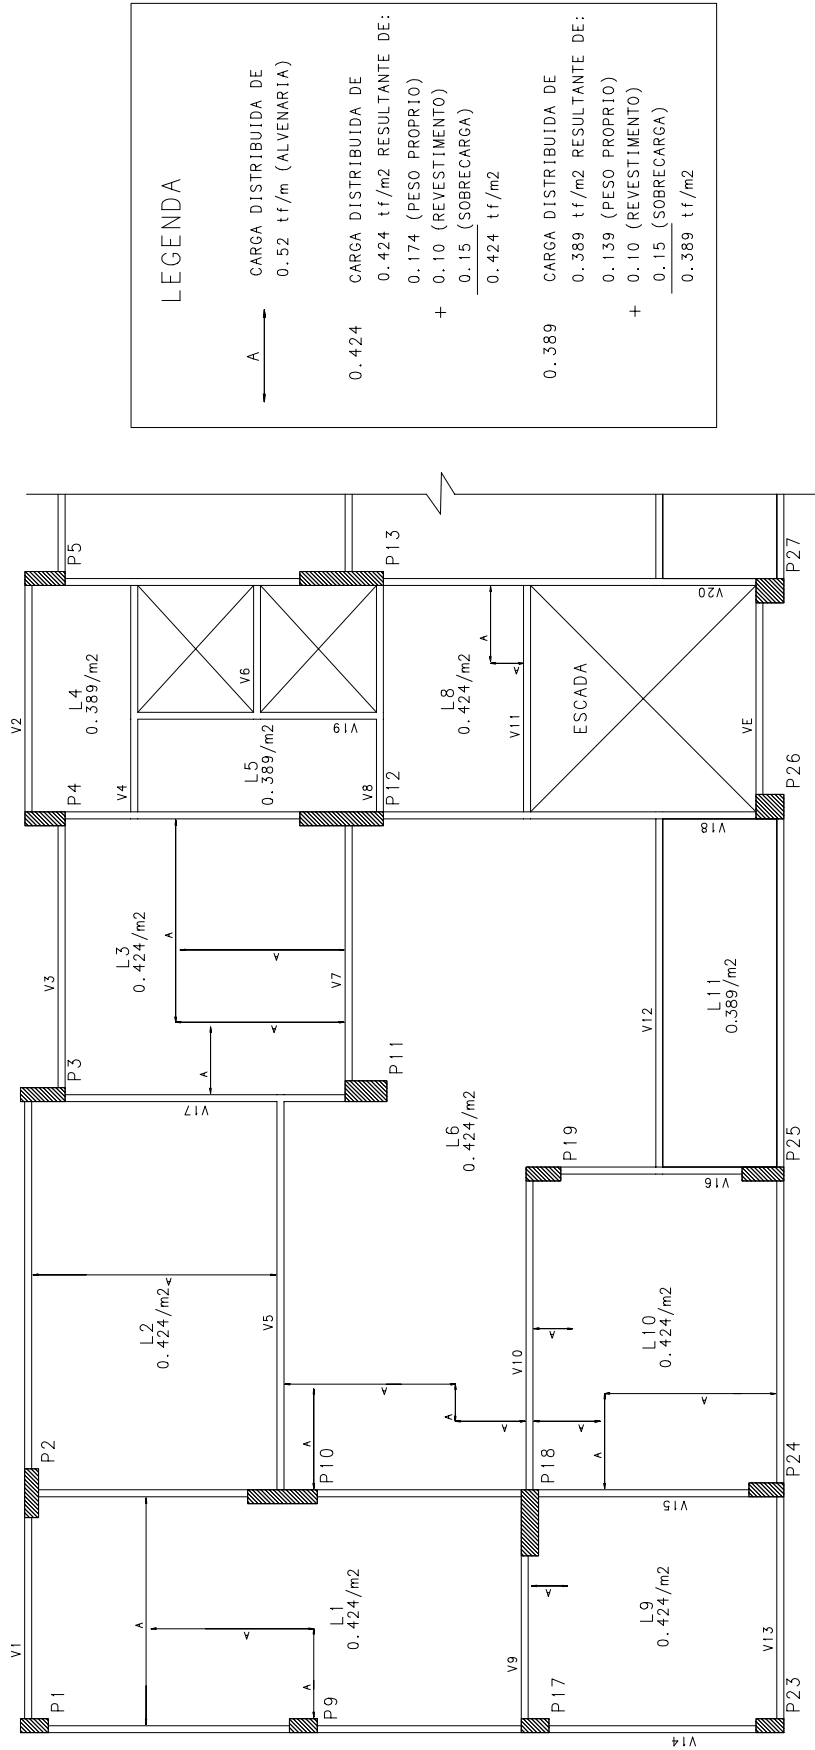 LEGENDA
A
CARGA DISTRIBUIDA DE
0.52 tf/m (ALVENARIA)
0.424
CARGA DISTRIBUIDA DE
0.424 tf/m2 RESULTANTE DE:
0.174 (PESO PROPRIO)
+ 0.10 (REVESTIMENTO)
0.15 (SOBRECARGA)
0.424 tf/m2
0.389
CARGA DISTRIBUIDA DE
0.389 tf/m2 RESULTANTE DE:
0.139 (PESO PROPRIO)
+ 0.10 (REVESTIMENTO)
0.15 (SOBRECARGA)
0.389 tf/m2
V1
V2
P1
P2
V3
P3
P4
P5
L2
0.424/m2
L3
0.424/m2
L4
0.389/m2
V4
V17
A
A
A
A
A
A
A
V6
L5
0.389/m2
V19
V5
V7
V8
L1
0.424/m2
A
A
A
P9
P10
P11
P12
P13
A
A
A
L6
0.424/m2
L8
0.424/m2
A
A
V9
V10
V11
P17
P18
P19
A
A
A
A
A
ESCADA
L9
0.424/m2
L10
0.424/m2
V12
L11
0.389/m2
V14
V15
V16
V18
V20
V13
VE
P23
P24
P25
P26
P27